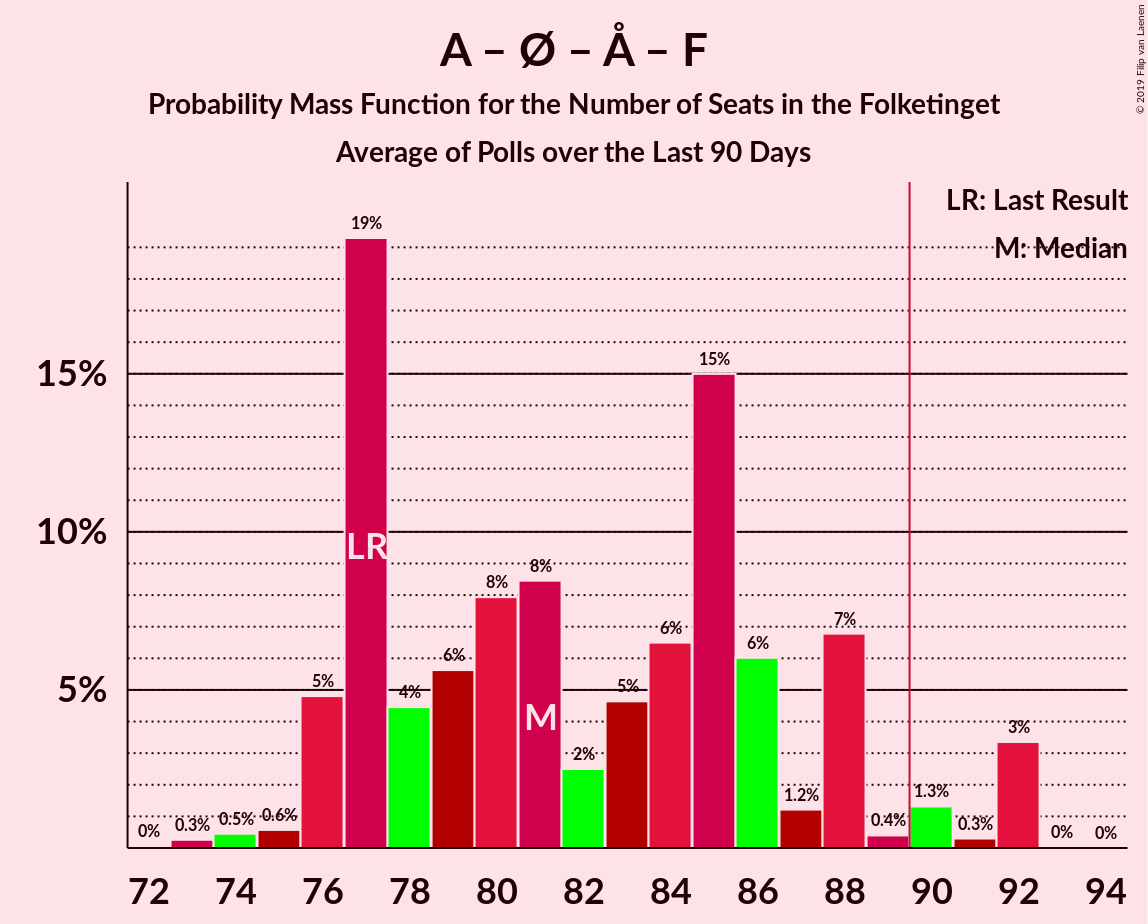 A – Ø – Å – F
Probability Mass Function for the Number of Seats in the Folketinget
Average of Polls over the Last 90 Days
© 2019 Filip van Laenen
LR: Last Result
M: Median
15%
10%
5%
0%
0.3%
0.5%
0.6%
5%
19%
LR
4%
6%
8%
8%
M
2%
5%
6%
15%
6%
1.2%
7%
0.4%
1.3%
0.3%
3%
0%
0%
72 74 76 78 80 82 84 86 88 90 92 94